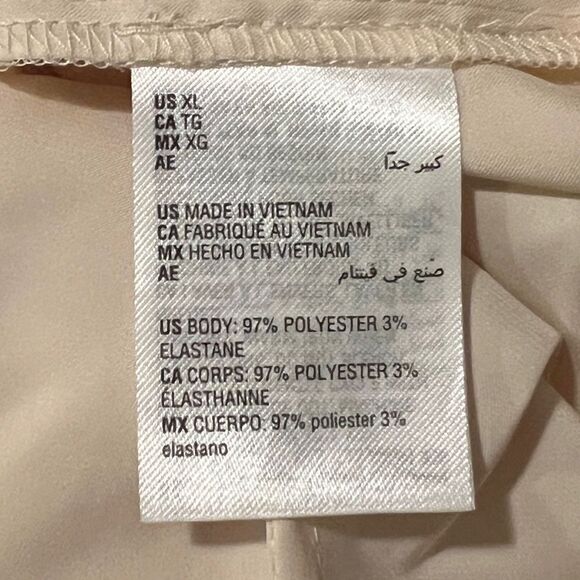 US XL
CA TG
MX XG
AE كبير جدًا
US MADE IN VIETNAM
CA FABRIQUÉ AU VIETNAM
MX HECHO EN VIETNAM
AE صّنع في فيتنام
US BODY: 97% POLYESTER 3%
ELASTANE
CA CORPS: 97% POLYESTER 3%
ÉLASTHANNE
MX CUERPO: 97% poliester 3%
elastano